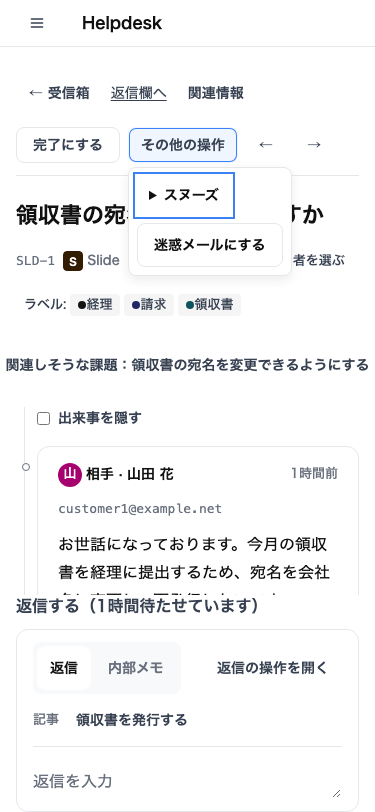 Helpdesk
← 受信箱 返信欄へ 関連情報
完了にする その他の操作 ← →
▶ スヌーズ
領収書の宛 すか
迷惑メールにする
SLD-1 S Slide 者を選ぶ
ラベル: 経理 請求 領収書
関連しそうな課題：領収書の宛名を変更できるようにする
出来事を隠す
山 相手 · 山田 花 1時間前
customer1@example.net
お世話になっております。今月の領収
書を経理に提出するため、宛名を会社
返信する（1時間待たせています）
返信 内部メモ 返信の操作を開く
記事 領収書を発行する
返信を入力